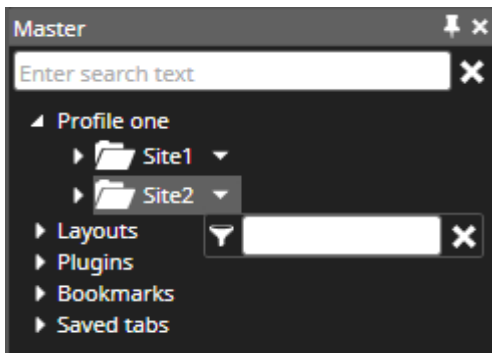 Master
Enter search text
Profile one
Site1
Site2
Layouts
Plugins
Bookmarks
Saved tabs